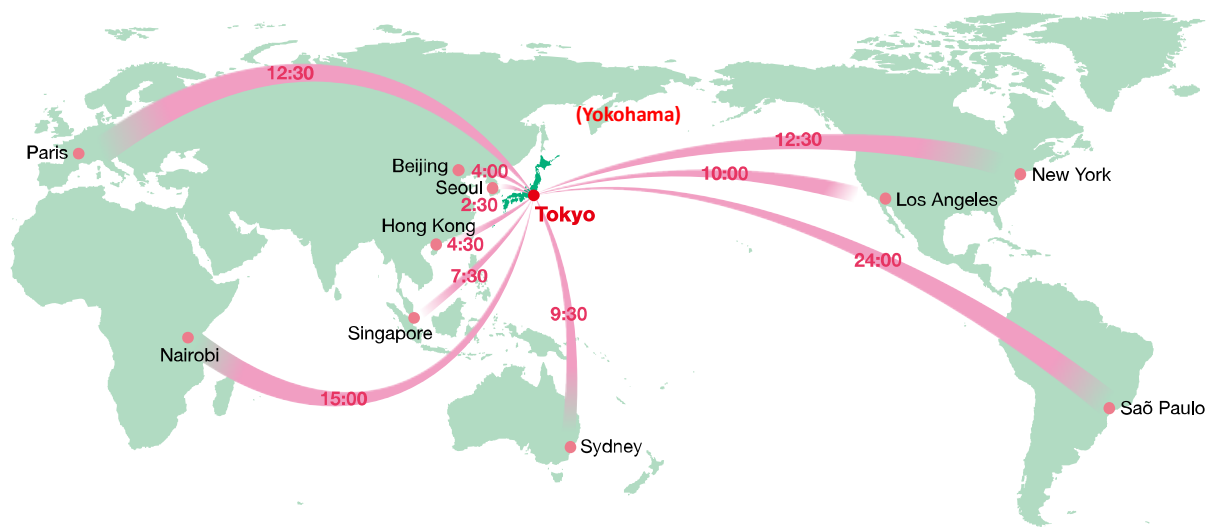 12:30
(Yokohama)
12:30
Paris
Beijing
4:00
10:00
New York
Seoul
2:30
Los Angeles
Tokyo
Hong Kong
4:30
24:00
7:30
9:30
Singapore
Nairobi
15:00
Saõ Paulo
Sydney